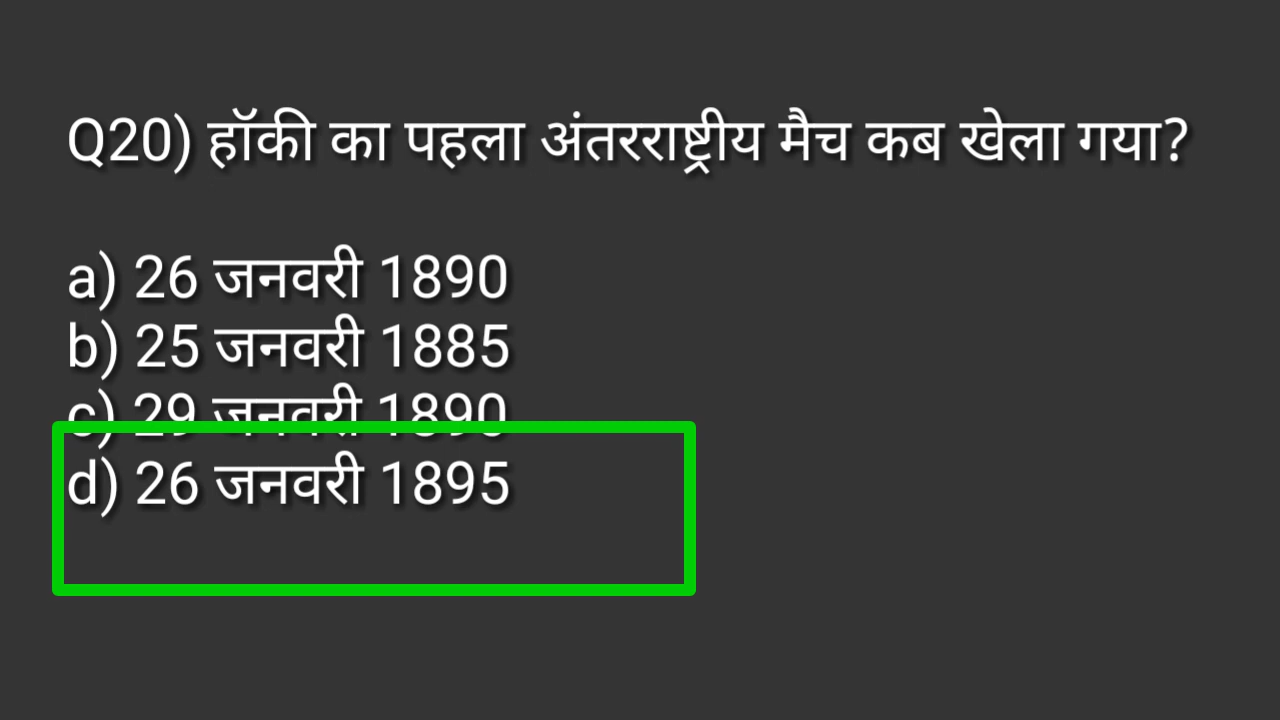 Q20) हॉकी का पहला अंतरराष्ट्रीय मैच कब खेला गया?
a) 26 जनवरी 1890
b) 25 जनवरी 1885
c) 29 जनवरी 1890
d) 26 जनवरी 1895